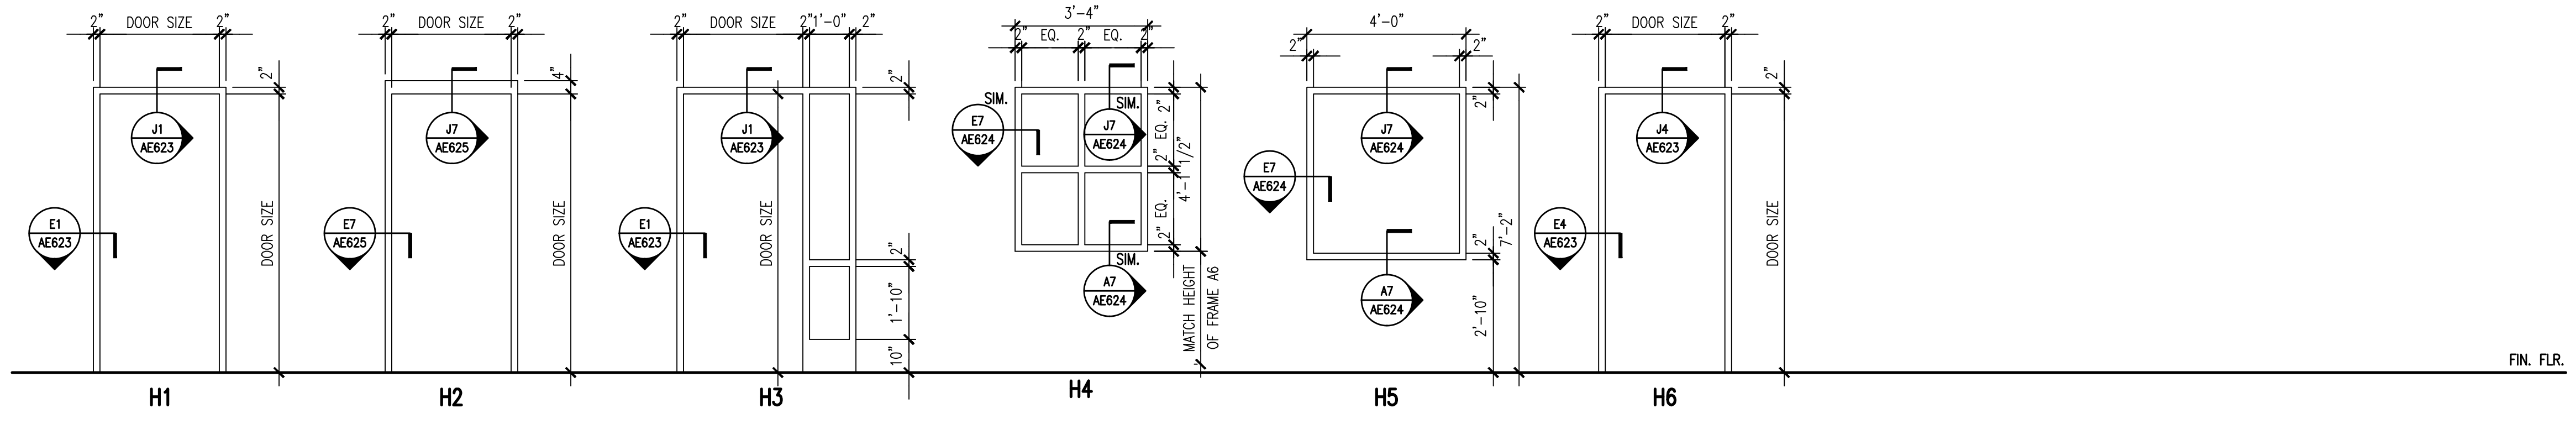 2" DOOR SIZE 2"
2"
J1
AE623
E1
AE623
DOOR SIZE
H1
2" DOOR SIZE 2"
4"
J7
AE625
E7
AE625
DOOR SIZE
H2
2" DOOR SIZE 2" 1'-0" 2"
2"
J1
AE623
E1
AE623
DOOR SIZE
2"
1'-10"
10"
H3
3'-4"
2" EQ. 2" EQ. 2"
SIM.
E7
AE624
SIM.
J7
AE624
2"
EQ.
2"
EQ.
2"
4'-1 1/2"
SIM.
A7
AE624
MATCH HEIGHT
OF FRAME A6
H4
4'-0"
2" 2"
J7
AE624
E7
AE624
A7
AE624
2"
2"
7'-2"
2'-10"
H5
2" DOOR SIZE 2"
2"
J4
AE623
E4
AE623
DOOR SIZE
H6
FIN. FLR.